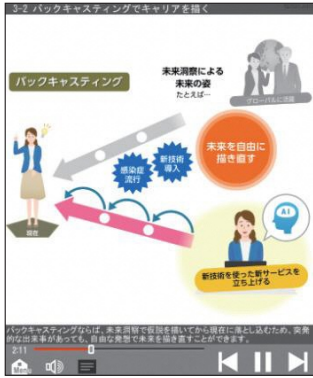 3-2 バックキャスティングでキャリアを描く
バックキャスティング
未来洞察による
未来の姿
たとえば…
グローバルに活躍
未来を自由に
描き直す
新技術
導入
感染症
流行
現在
AI
新技術を使った新サービスを
立ち上げる
バックキャスティングならば、未来洞察で仮説を描いてから現在に落とし込むため、突発
的な出来事があっても、自由な発想で未来を描き直すことができます。
2:11
Menu